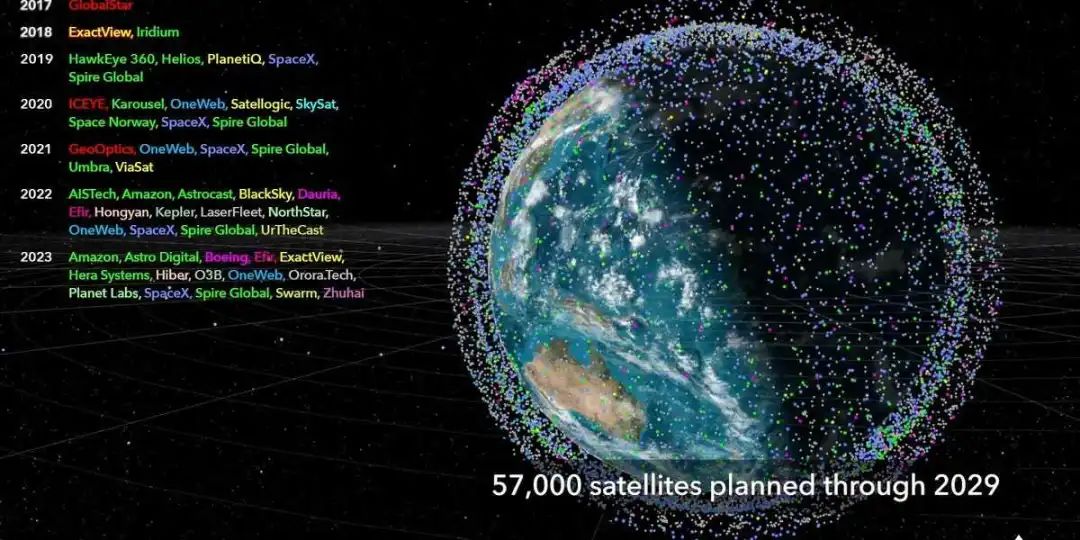 2017 GlobalStar
2018 ExactView, Iridium
2019 HawkEye 360, Helios, PlanetiQ, SpaceX,
Spire Global
2020 ICEYE, Karousel, OneWeb, Satellogic, SkySat,
Space Norway, SpaceX, Spire Global
2021 GeoOptics, OneWeb, SpaceX, Spire Global,
Umbra, ViaSat
2022 AISTech, Amazon, Astrocast, BlackSky, Dauria,
Efir, Hongyan, Kepler, LaserFleet, NorthStar,
OneWeb, SpaceX, Spire Global, UrTheCast
2023 Amazon, Astro Digital, Boeing, Efir, ExactView,
Hera Systems, Hiber, O3B, OneWeb, Orora.Tech,
Planet Labs, SpaceX, Spire Global, Swarm, Zhuhai
57,000 satellites planned through 2029